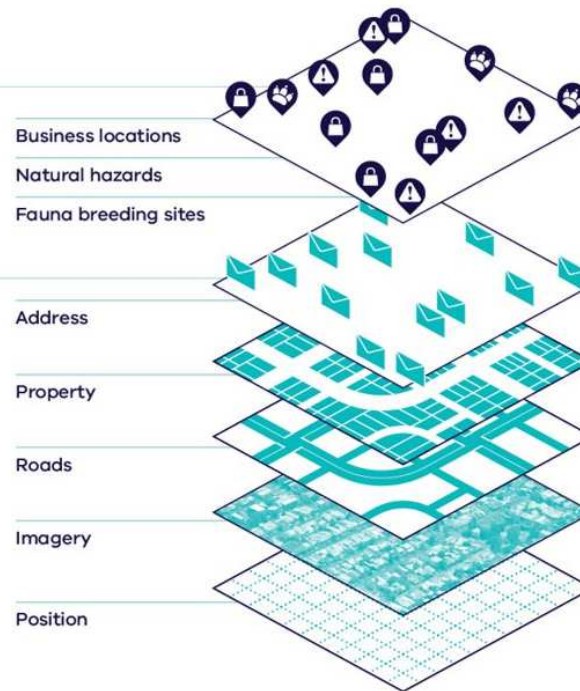 Business locations
Natural hazards
Fauna breeding sites
Address
Property
Roads
Imagery
Position